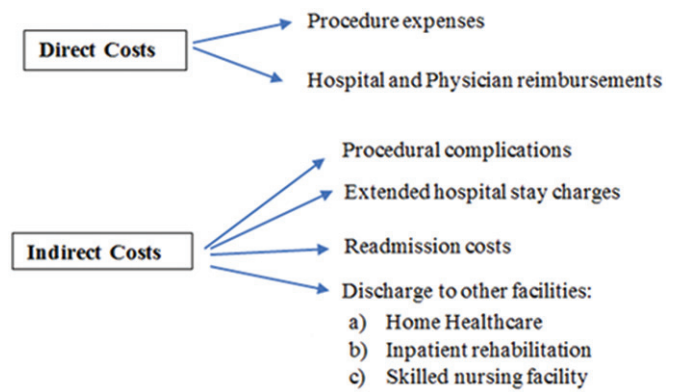 Direct Costs
Procedure expenses
Hospital and Physician reimbursements
Indirect Costs
Procedural complications
Extended hospital stay charges
Readmission costs
Discharge to other facilities:
a) Home Healthcare
b) Inpatient rehabilitation
c) Skilled nursing facility